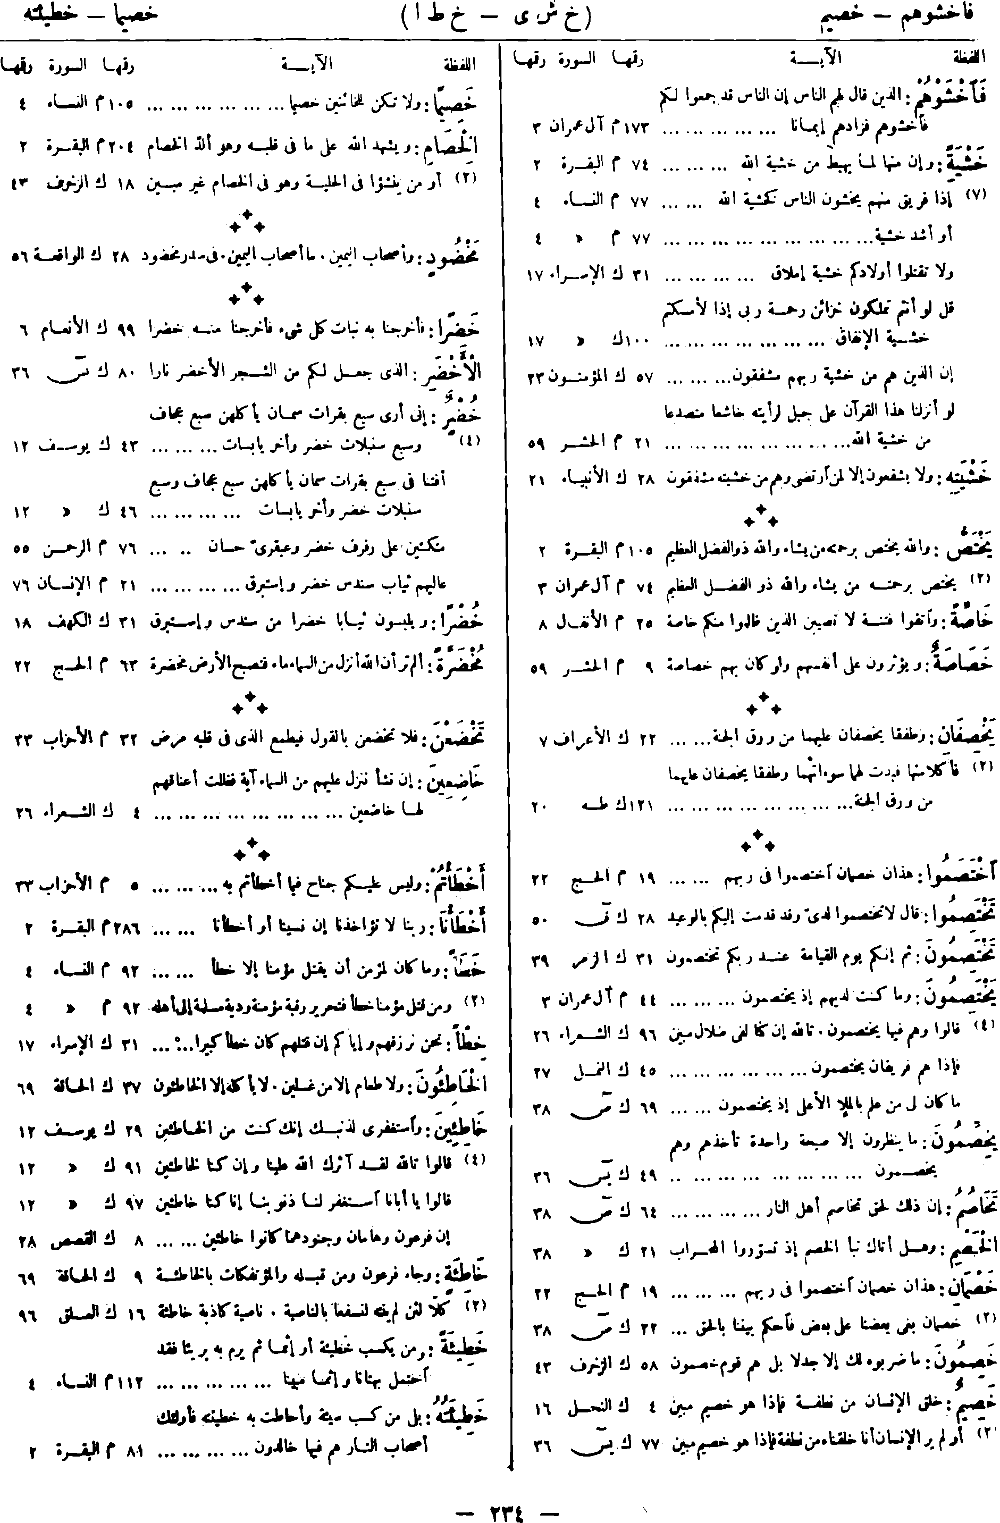 فاخشوهم – خصيم (خ ش ى – خ ط ا) خصيما – خطيئته
اللفظة الآيــة رقمها السورة رقمها
فَٱخْشَوْهُمْ : الذين قال لهم الناس إن الناس قد جمعوا لكم
فٱخشوهم فزادهم إيمانا ... ... ... ... ١٧٣ م آل عمران ٣
خَشْيَةِ : وإن منها لما يهبط من خشية الله ... ... ... ٧٤ م البقرة ٢
(٧) إذا فريق منهم يخشون الناس كخشية الله ... ... ٧٧ م النساء ٤
أو أشد خشية ... ... ... ... ... ... ... ٧٧ م » ٤
ولا تقتلوا أولادكم خشية إملاق ... ... ... ... ٣١ ك الإسراء ١٧
قل لو أنتم تملكون خزائن رحمة ربى إذا لأمسكتم
خشية الإنفاق ... ... ... ... ... ... ... ١٠٠ ك » ١٧
إن الذين هم من خشية ربهم مشفقون ... ... ... ٥٧ ك المؤمنون ٢٣
لو أنزلنا هذا القرآن على جبل لرأيته خاشعا متصدعا
من خشية الله ... ... ... ... ... ... ... ٢١ م الحشر ٥٩
خَشْيَتِهِ : ولا يشفعون إلا لمن ٱرتضى وهم من خشيته مشفقون ٢٨ ك الأنبياء ٢١
يَخْتَصُّ : والله يختص برحمته من يشاء والله ذو الفضل العظيم ١٠٥ م البقرة ٢
(٢) يختص برحمته من يشاء والله ذو الفضل العظيم ٧٤ م آل عمران ٣
خَاصَّةً : وٱتقوا فتنة لا تصيبن الذين ظلموا منكم خاصة ٢٥ م الأنفال ٨
خَصَاصَةٌ : ويؤثرون على أنفسهم ولو كان بهم خصاصة ٩ م الحشر ٥٩
يَخْصِفَانِ : وطفقا يخصفان عليهما من ورق الجنة ... ... ٢٢ ك الأعراف ٧
(٢) فأكلا منها فبدت لهما سوءاتهما وطفقا يخصفان عليهما
من ورق الجنة ... ... ... ... ... ... ... ١٢١ ك طــه ٢٠
ٱخْتَصَمُوا : هذان خصمان ٱختصموا فى ربهم ... ... ١٩ م الحج ٢٢
تَخْتَصِمُوا : قال لا تختصموا لدىّ وقد قدمت إليكم بالوعيد ٢٨ ك قۤ ٥٠
تَخْتَصِمُونَ : ثم إنكم يوم القيامة عند ربكم تختصمون ٣١ ك الزمر ٣٩
يَخْتَصِمُونَ : وما كنت لديهم إذ يختصمون ... ... ... ٤٤ م آل عمران ٣
(٤) قالوا وهم فيها يختصمون . تالله إن كنا لفى ضلال مبين ٩٦ ك الشعراء ٢٦
فإذا هم فريقان يختصمون ... ... ... ... ... ٤٥ ك النمل ٢٧
ما كان لى من علم بالملإ الأعلى إذ يختصمون ... ... ٦٩ ك صۤ ٣٨
يَخِصِّمُونَ : ما ينظرون إلا صيحة واحدة تأخذهم وهم
يخصمون ... ... ... ... ... ... ... .. ٤٩ ك يسۤ ٣٦
تَخَاصُمُ : إن ذلك لحق تخاصم أهل النار ... ... ... ... ٦٤ ك صۤ ٣٨
الْخَصْمِ : وهل أتاك نبأ الخصم إذ تسوروا المحراب ٢١ ك » ٣٨
خَصْمَانِ : هذان خصمان ٱختصموا فى ربهم ... ... ... ١٩ م الحج ٢٢
(٢) خصمان بغى بعضنا على بعض فٱحكم بيننا بالحق ... ٢٢ ك صۤ ٣٨
خَصِمُونَ : ما ضربوه لك إلا جدلا بل هم قوم خصمون ٥٨ ك الزخرف ٤٣
خَصِيمٌ : خلق الإنسان من نطفة فإذا هو خصيم مبين ٤ ك النحل ١٦
(٢) أو لم ير الإنسان أنا خلقناه من نطفة فإذا هو خصيم مبين ٧٧ ك يسۤ ٣٦
اللفظة الآيــة رقمها السورة رقمها
خَصِيمًا : ولا تكن للخائنين خصيما ... ... ... ... ... ١٠٥ م النساء ٤
الْخِصَامِ : ويشهد الله على ما فى قلبه وهو ألد الخصام ٢٠٤ م البقرة ٢
(٢) أو من ينشؤا فى الحلية وهو فى الخصام غير مبين ١٨ ك الزخرف ٤٣
مَخْضُودٍ : وأصحاب اليمين . ما أصحاب اليمين . فى سدر مخضود ٢٨ ك الواقعة ٥٦
خَضِرًا : فأخرجنا به نبات كل شىء فأخرجنا منه خضرا ٩٩ ك الأنعام ٦
الْأَخْضَرِ : الذى جعل لكم من الشجر الأخضر نارا ٨٠ ك يسۤ ٣٦
خُضْرٍ : إنى أرى سبع بقرات سمان يأكلهن سبع عجاف
(٤) وسبع سنبلات خضر وأخر يابسات ... ... ... ٤٣ ك يوسف ١٢
أفتنا فى سبع بقرات سمان يأكلهن سبع عجاف وسبع
سنبلات خضر وأخر يابسات ... ... ... ... ٤٦ ك » ١٢
متكئين على رفرف خضر وعبقرىّ حسان .. ... ٧٦ م الرحمن ٥٥
عاليهم ثياب سندس خضر وإستبرق ... ... ... ... ٢١ م الإنسان ٧٦
خُضْرًا : ويلبسون ثيابا خضرا من سندس وإستبرق ٣١ ك الكهف ١٨
مُخْضَرَّةً : ألم تر أن الله أنزل من السماء ماء فتصبح الأرض مخضرة ٦٣ م الحج ٢٢
تَخْضَعْنَ : فلا تخضعن بالقول فيطمع الذى فى قلبه مرض ٣٢ م الأحزاب ٣٣
خَاضِعِينَ : إن نشأ ننزل عليهم من السماء آية فظلت أعناقهم
لها خاضعين ... ... ... ... ... ... ... ... ٤ ك الشعراء ٢٦
أَخْطَأْتُمْ : وليس عليكم جناح فيما أخطأتم به ... ... ... ٥ م الأحزاب ٣٣
أَخْطَأْنَا : ربنا لا تؤاخذنا إن نسينا أو أخطأنا ... ... ٢٨٦ م البقرة ٢
خَطَأً : وما كان لمؤمن أن يقتل مؤمنا إلا خطأ ... ... ٩٢ م النساء ٤
(٢) ومن قتل مؤمنا خطأ فتحرير رقبة مؤمنة ودية مسلمة إلى أهله ٩٢ م » ٤
خِطْأً : نحن نرزقهم وإياكم إن قتلهم كان خطأ كبيرا ... ... ٣١ ك الإسراء ١٧
الْخَاطِئُونَ : ولا طعام إلا من غسلين . لا يأكله إلا الخاطئون ٣٧ ك الحاقة ٦٩
خَاطِئِينَ : وٱستغفرى لذنبك إنك كنت من الخاطئين ٢٩ ك يوسف ١٢
(٤) قالوا تالله لقد آثرك الله علينا وإن كنا لخاطئين ٩١ ك » ١٢
قالوا يا أبانا ٱستغفر لنا ذنوبنا إنا كنا خاطئين ٩٧ ك » ١٢
إن فرعون وهامان وجنودهما كانوا خاطئين ... ... ٨ ك القصص ٢٨
خَاطِئَةِ : وجاء فرعون ومن قبله والمؤتفكات بالخاطئة ٩ ك الحاقة ٦٩
(٢) كلّا لئن لم ينته لنسفعا بالناصية . ناصية كاذبة خاطئة ١٦ ك العلق ٩٦
خَطِيئَةً : ومن يكسب خطيئة أو إثما ثم يرم به بريئا فقد
ٱحتمل بهتانا وإثما مبينا ... ... ... ... ... ... ١١٢ م النساء ٤
خَطِيئَتُهُ : بلى من كسب سيئة وأحاطت به خطيئته فأولئك
أصحاب النار هم فيها خالدون ... ... ... ... ٨١ م البقرة ٢
– ٢٣٤ –